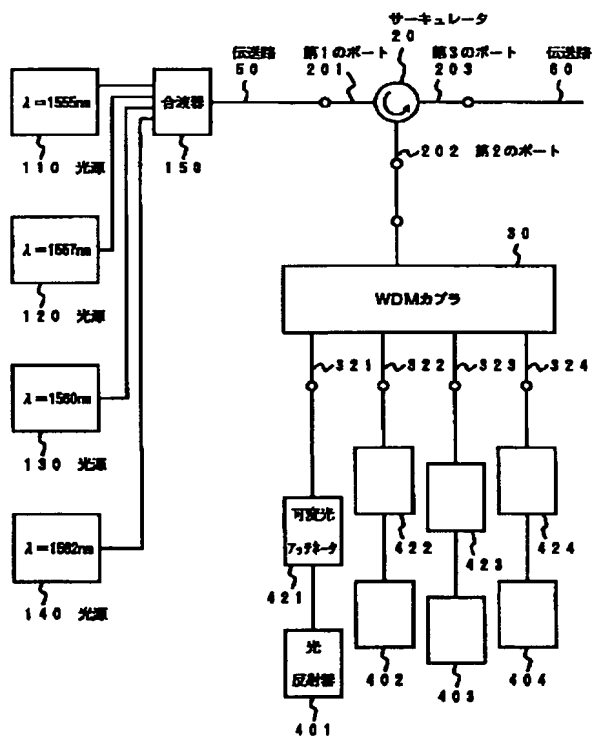 サーキュレータ
20
伝送路
50
第1のポート
201
第3のポート
203
伝送路
60
λ=1555nm
110 光源
合波器
150
202 第2のポート
λ=1557nm
120 光源
30
WDMカプラ
321
322
323
324
λ=1560nm
130 光源
可変光
アッテネータ
421
422
423
424
λ=1562nm
140 光源
光
反射器
401
402
403
404